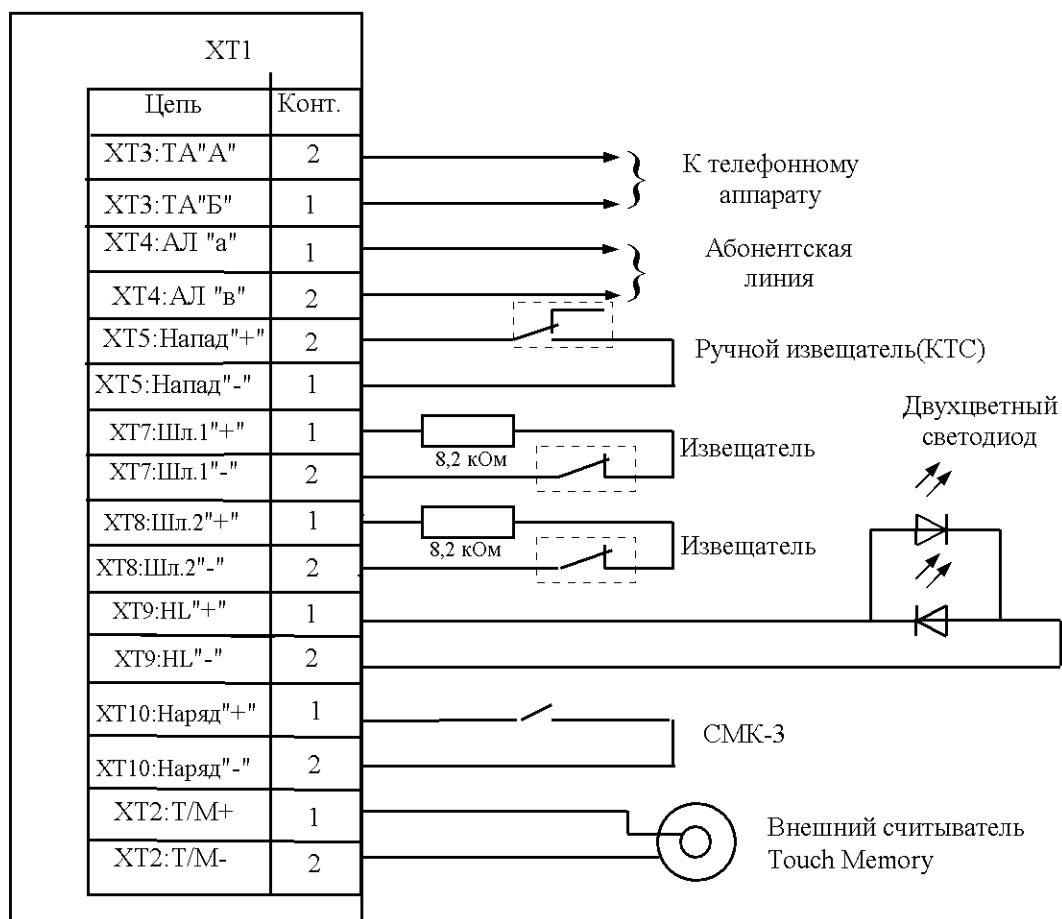 XT1
Цепь Конт.
XT3:ТА"А" 2
XT3:ТА"Б" 1
XT4:АЛ "а" 1
XT4:АЛ "в" 2
XT5:Напад"+" 2
XT5:Напад"-" 1
XT7:Шл.1"+" 1
XT7:Шл.1"-" 2
XT8:Шл.2"+" 1
XT8:Шл.2"-" 2
XT9:HL"+" 1
XT9:HL"-" 2
XT10:Наряд"+" 1
XT10:Наряд"-" 2
XT2:Т/М+ 1
XT2:Т/М- 2
К телефонному
аппарату
Абонентская
линия
Ручной извещатель(КТС)
8,2 кОм
Извещатель
8,2 кОм
Извещатель
Двухцветный
светодиод
СМК-3
Внешний считыватель
Touch Memory